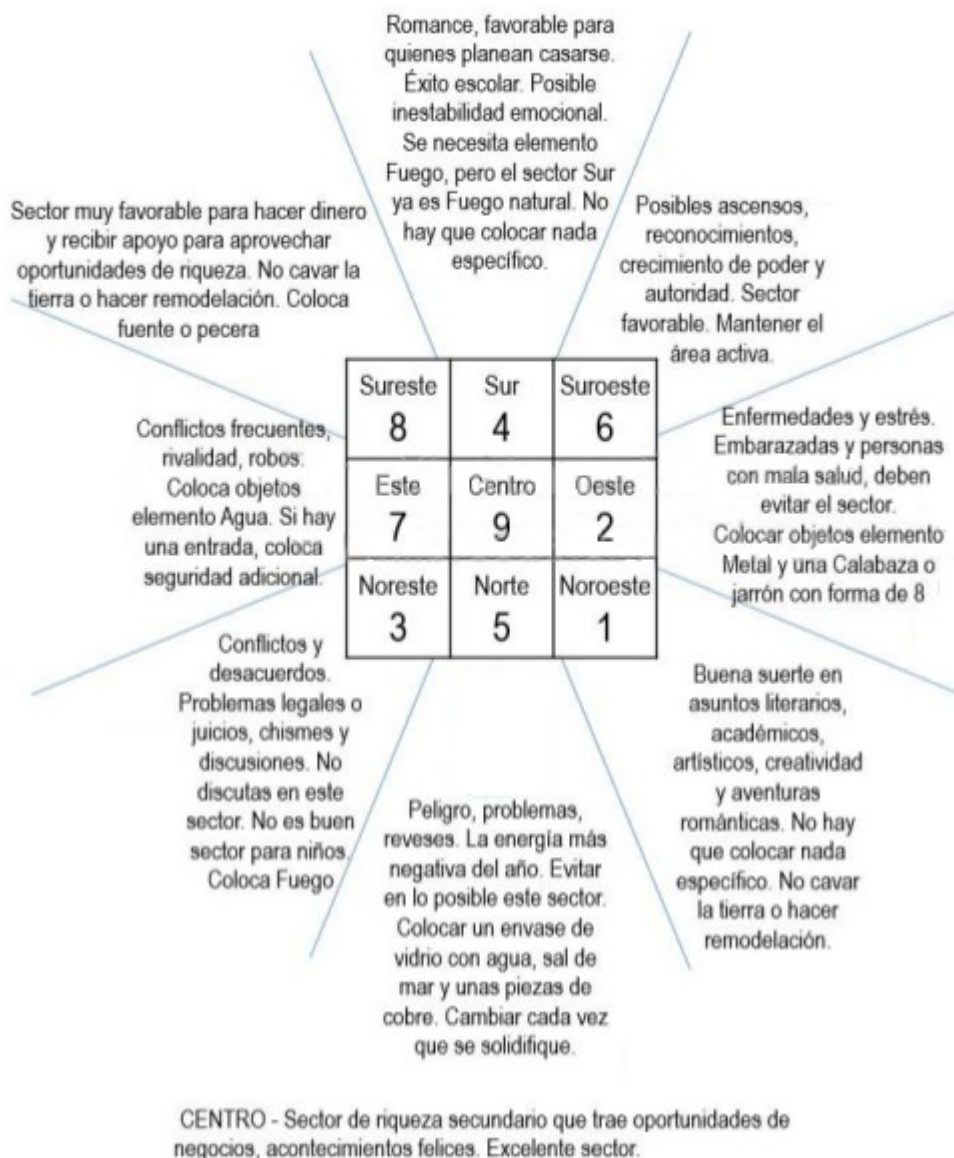 Romance, favorable para
quienes planean casarse.
Éxito escolar. Posible
inestabilidad emocional.
Se necesita elemento
Fuego, pero el sector Sur
ya es Fuego natural. No
hay que colocar nada
específico.
Sector muy favorable para hacer dinero
y recibir apoyo para aprovechar
oportunidades de riqueza. No cavar la
tierra o hacer remodelación. Coloca
fuente o pecera
Posibles ascensos,
reconocimientos,
crecimiento de poder y
autoridad. Sector
favorable. Mantener el
área activa.
Sureste
8
Sur
4
Suroeste
6
Conflictos frecuentes,
rivalidad, robos.
Coloca objetos
elemento Agua. Si hay
una entrada, coloca
seguridad adicional.
Este
7
Centro
9
Oeste
2
Enfermedades y estrés.
Embarazadas y personas
con mala salud, deben
evitar el sector.
Colocar objetos elemento
Metal y una Calabaza o
jarrón con forma de 8
Noreste
3
Norte
5
Noroeste
1
Conflictos y
desacuerdos.
Problemas legales o
juicios, chismes y
discusiones. No
discutas en este
sector. No es buen
sector para niños.
Coloca Fuego
Peligro, problemas,
reveses. La energía más
negativa del año. Evitar
en lo posible este sector.
Colocar un envase de
vidrio con agua, sal de
mar y unas piezas de
cobre. Cambiar cada vez
que se solidifique.
Buena suerte en
asuntos literarios,
académicos,
artísticos, creatividad
y aventuras
románticas. No hay
que colocar nada
específico. No cavar
la tierra o hacer
remodelación.
CENTRO - Sector de riqueza secundario que trae oportunidades de
negocios, acontecimientos felices. Excelente sector.